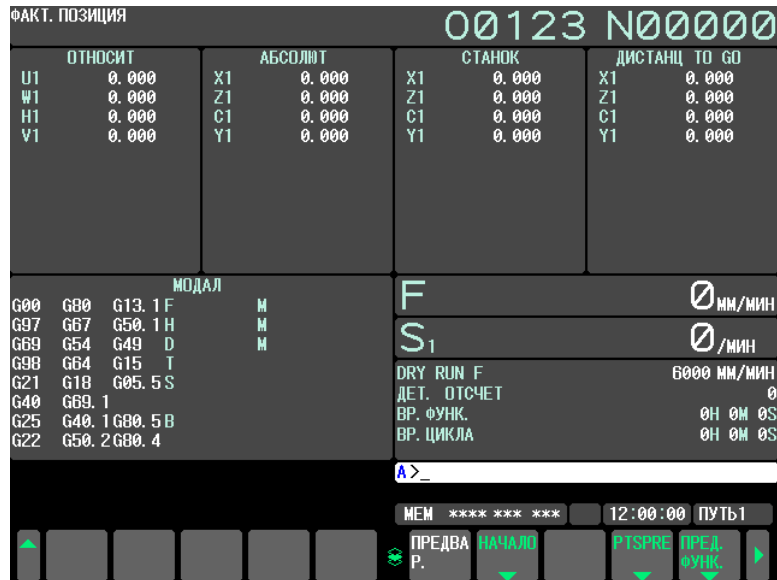 ФАКТ. ПОЗИЦИЯ
O0123 N00000
ОТНОСИТ АБСОЛЮТ СТАНОК ДИСТАНЦ TO GO
U1 0.000 X1 0.000 X1 0.000 X1 0.000
W1 0.000 Z1 0.000 Z1 0.000 Z1 0.000
H1 0.000 C1 0.000 C1 0.000 C1 0.000
V1 0.000 Y1 0.000 Y1 0.000 Y1 0.000
МОДАЛ
G00 G80 G13.1 F M
G97 G67 G50.1 H M
G69 G54 G49 D M
G98 G64 G15 T
G21 G18 G05.5 S
G40 G69.1
G25 G40.1 G80.5 B
G22 G50.2 G80.4
F 0 ММ/МИН
S1 0 /МИН
DRY RUN F 6000 ММ/МИН
ДЕТ. ОТСЧЕТ 0
ВР. ФУНК. 0H 0M 0S
ВР. ЦИКЛА 0H 0M 0S
A>_
MEM **** *** *** 12:00:00 ПУТЬ1
ПРЕДВА НАЧАЛО PTSPRE ПРЕД.
Р. ФУНК.